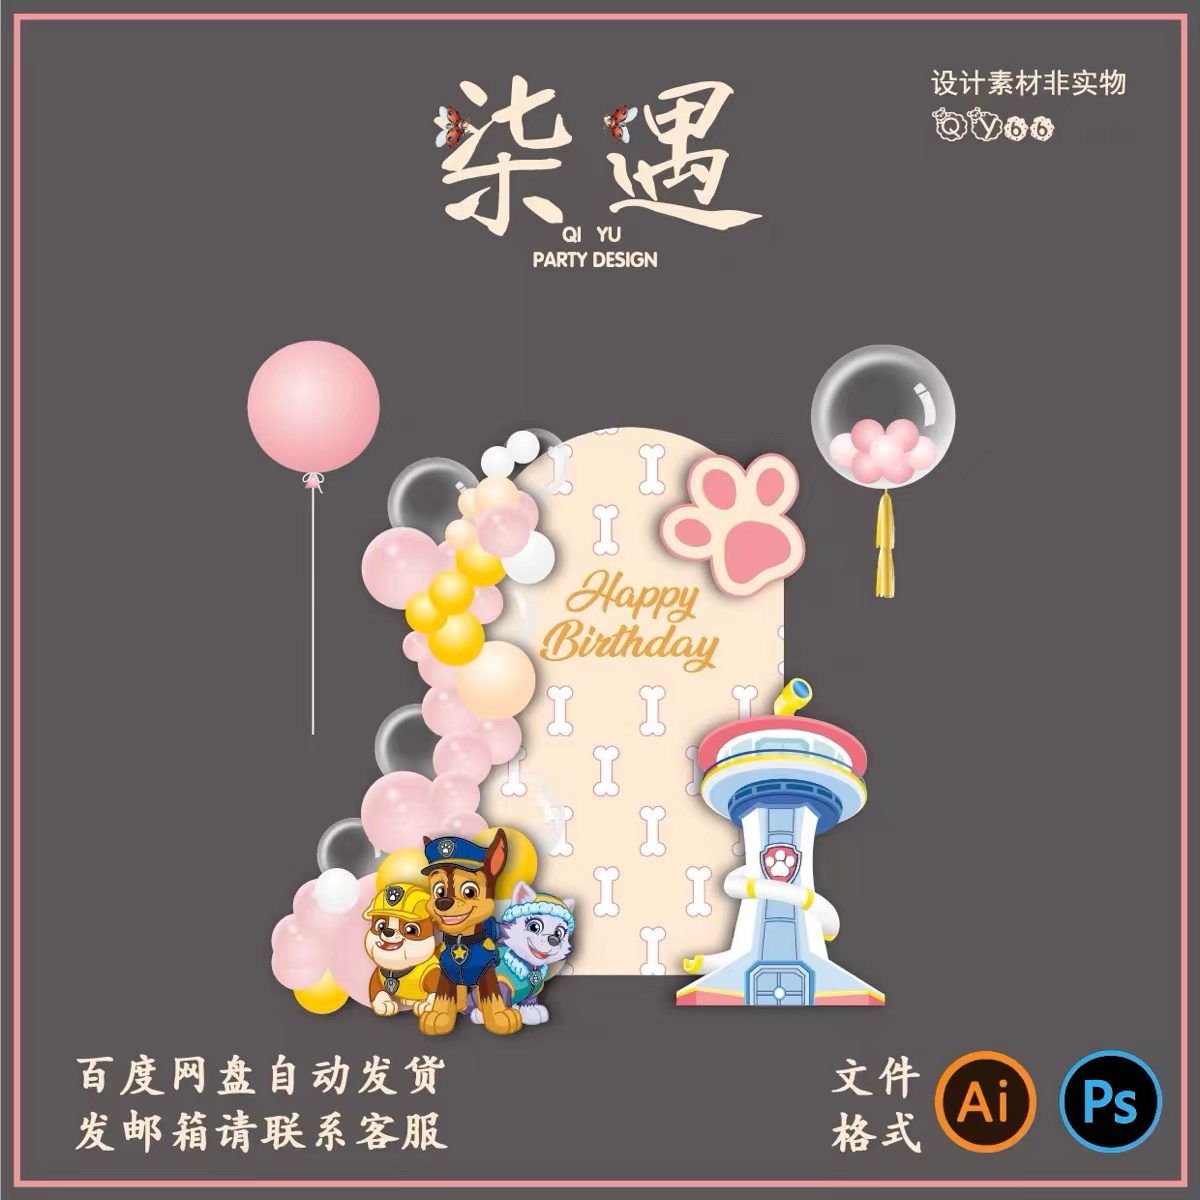 柒遇
QI YU
PARTY DESIGN
设计素材非实物
QY66
Happy
Birthday
百度网盘自动发货
发邮箱请联系客服
文件
格式
Ai
Ps